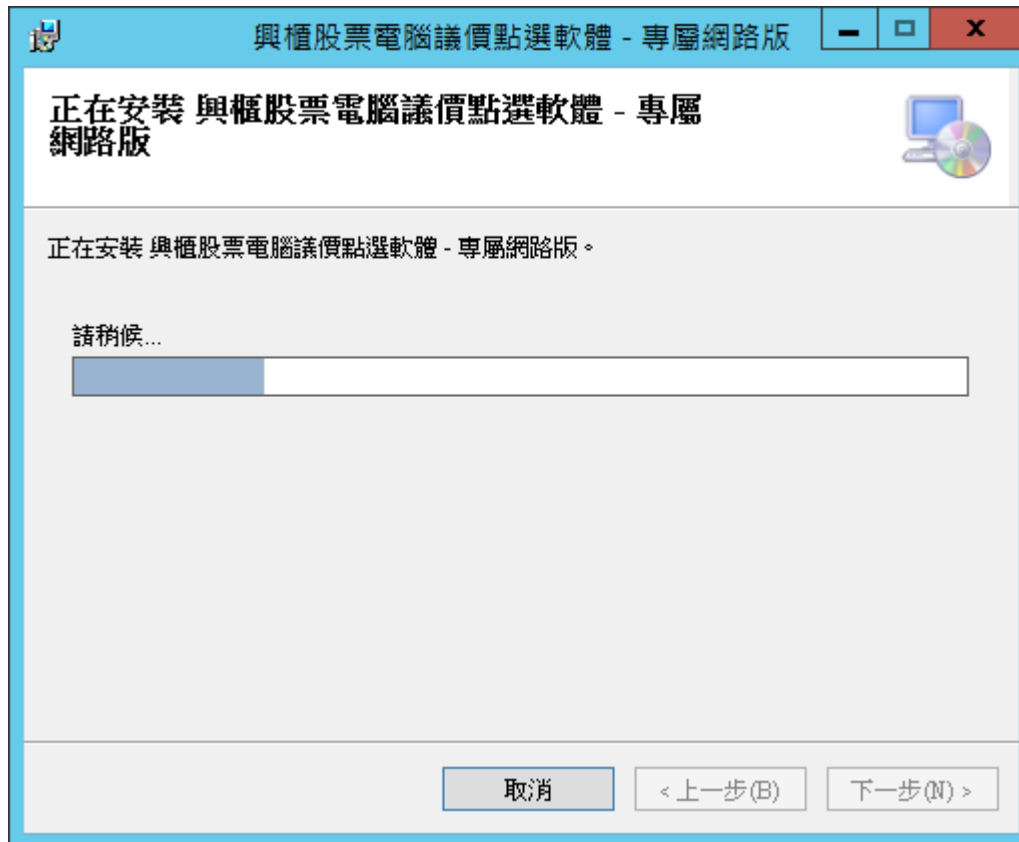 興櫃股票電腦議價點選軟體 - 專屬網路版
正在安裝 興櫃股票電腦議價點選軟體 - 專屬
網路版
正在安裝 興櫃股票電腦議價點選軟體 - 專屬網路版。
請稍候...
取消
< 上一步(B)
下一步(N) >